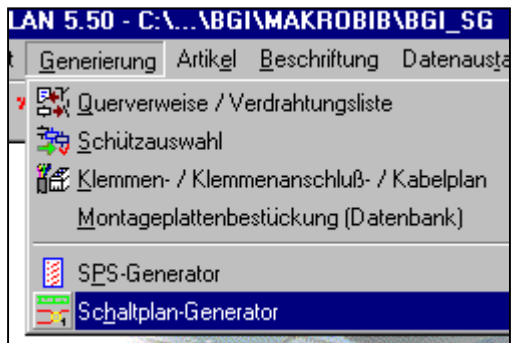 LAN 5.50 - C:\...\BGI\MAKROBIB\BGI_SG
t Generierung Artikel Beschriftung Datenausta
Querverweise / Verdrahtungsliste
Schützauswahl
Klemmen- / Klemmenanschluß- / Kabelplan
Montageplattenbestückung (Datenbank)
SPS-Generator
Schaltplan-Generator